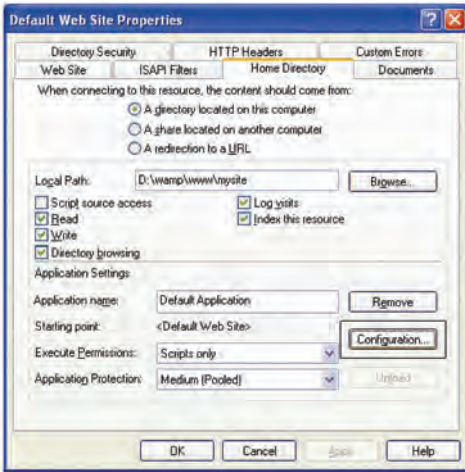 Default Web Site Properties
Directory Security HTTP Headers Custom Errors
Web Site ISAPI Filters Home Directory Documents
When connecting to this resource, the content should come from:
A directory located on this computer
A share located on another computer
A redirection to a URL
Local Path: D:\wamp\www\mysite Browse...
Script source access Log visits
Read Index this resource
Write
Directory browsing
Application Settings
Application name: Default Application Remove
Starting point: <Default Web Site>
Configuration...
Execute Permissions: Scripts only
Application Protection: Medium (Pooled) Unload
OK Cancel Apply Help